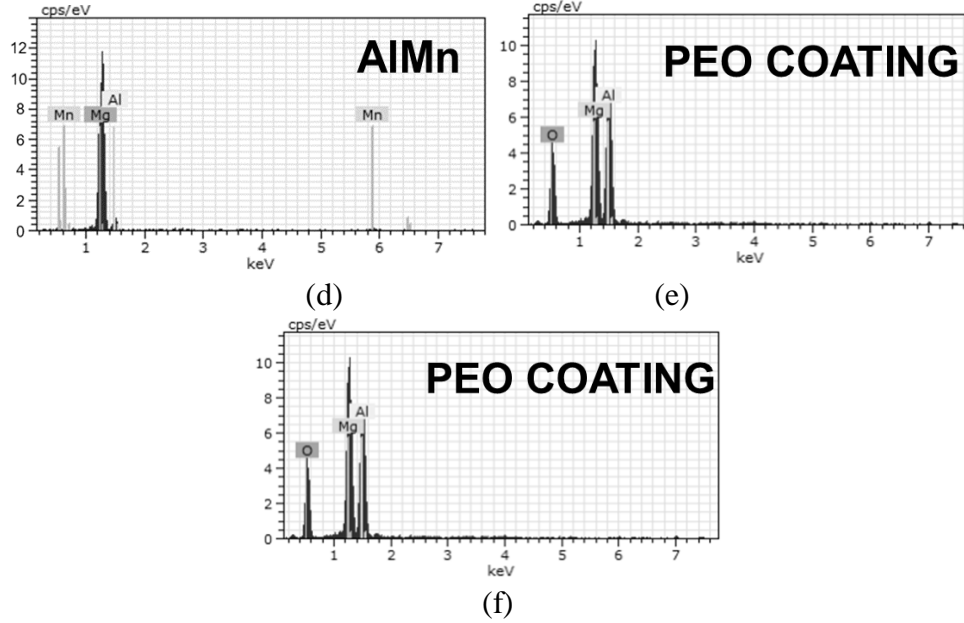 cps/eV
12
10
8
6
4
2
0
AlMn
Mn
Mg
Al
Mn
1 2 3 4 5 6 7
keV
(d)
cps/eV
10
8
6
4
2
0
PEO COATING
O
Mg
Al
1 2 3 4 5 6 7
keV
(e)
cps/eV
10
8
6
4
2
0
PEO COATING
O
Mg
Al
1 2 3 4 5 6 7
keV
(f)